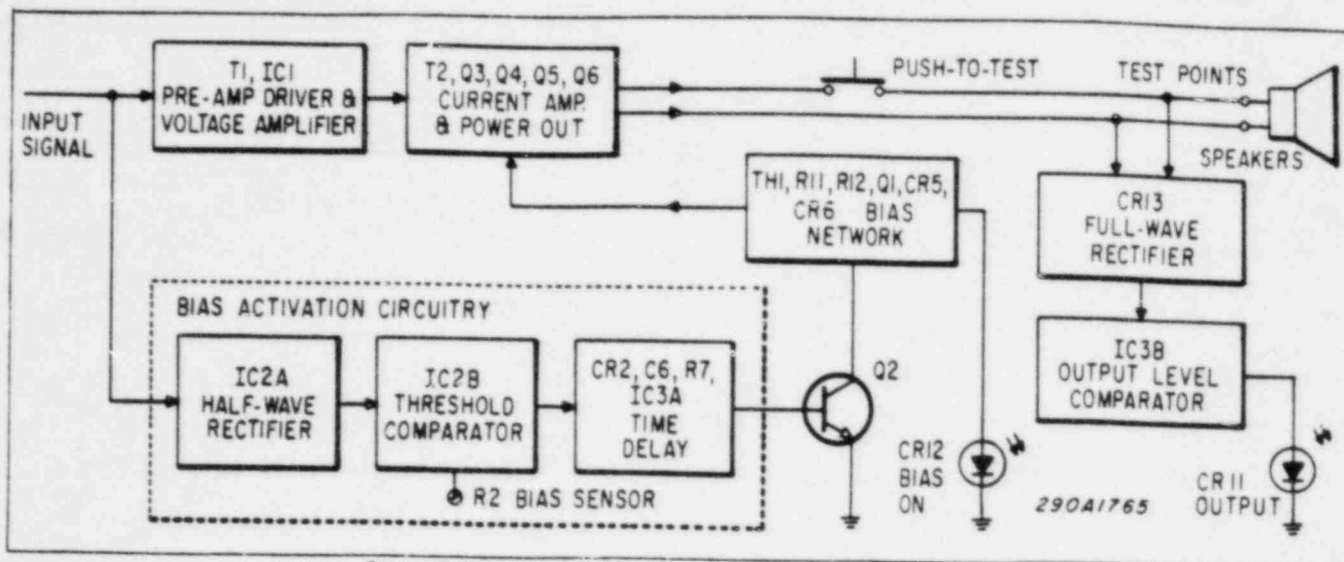 INPUT
SIGNAL
T1, IC1
PRE-AMP DRIVER &
VOLTAGE AMPLIFIER
T2, Q3, Q4, Q5, Q6
CURRENT AMP.
& POWER OUT
PUSH-TO-TEST
TEST POINTS
SPEAKERS
TH1, R11, R12, Q1, CR5,
CR6 BIAS
NETWORK
CR13
FULL-WAVE
RECTIFIER
BIAS ACTIVATION CIRCUITRY
IC2A
HALF-WAVE
RECTIFIER
IC2B
THRESHOLD
COMPARATOR
CR2, C6, R7,
IC3A
TIME
DELAY
R2 BIAS SENSOR
Q2
CR12
BIAS
ON
IC3B
OUTPUT LEVEL
COMPARATOR
290A1765
CR11
OUTPUT